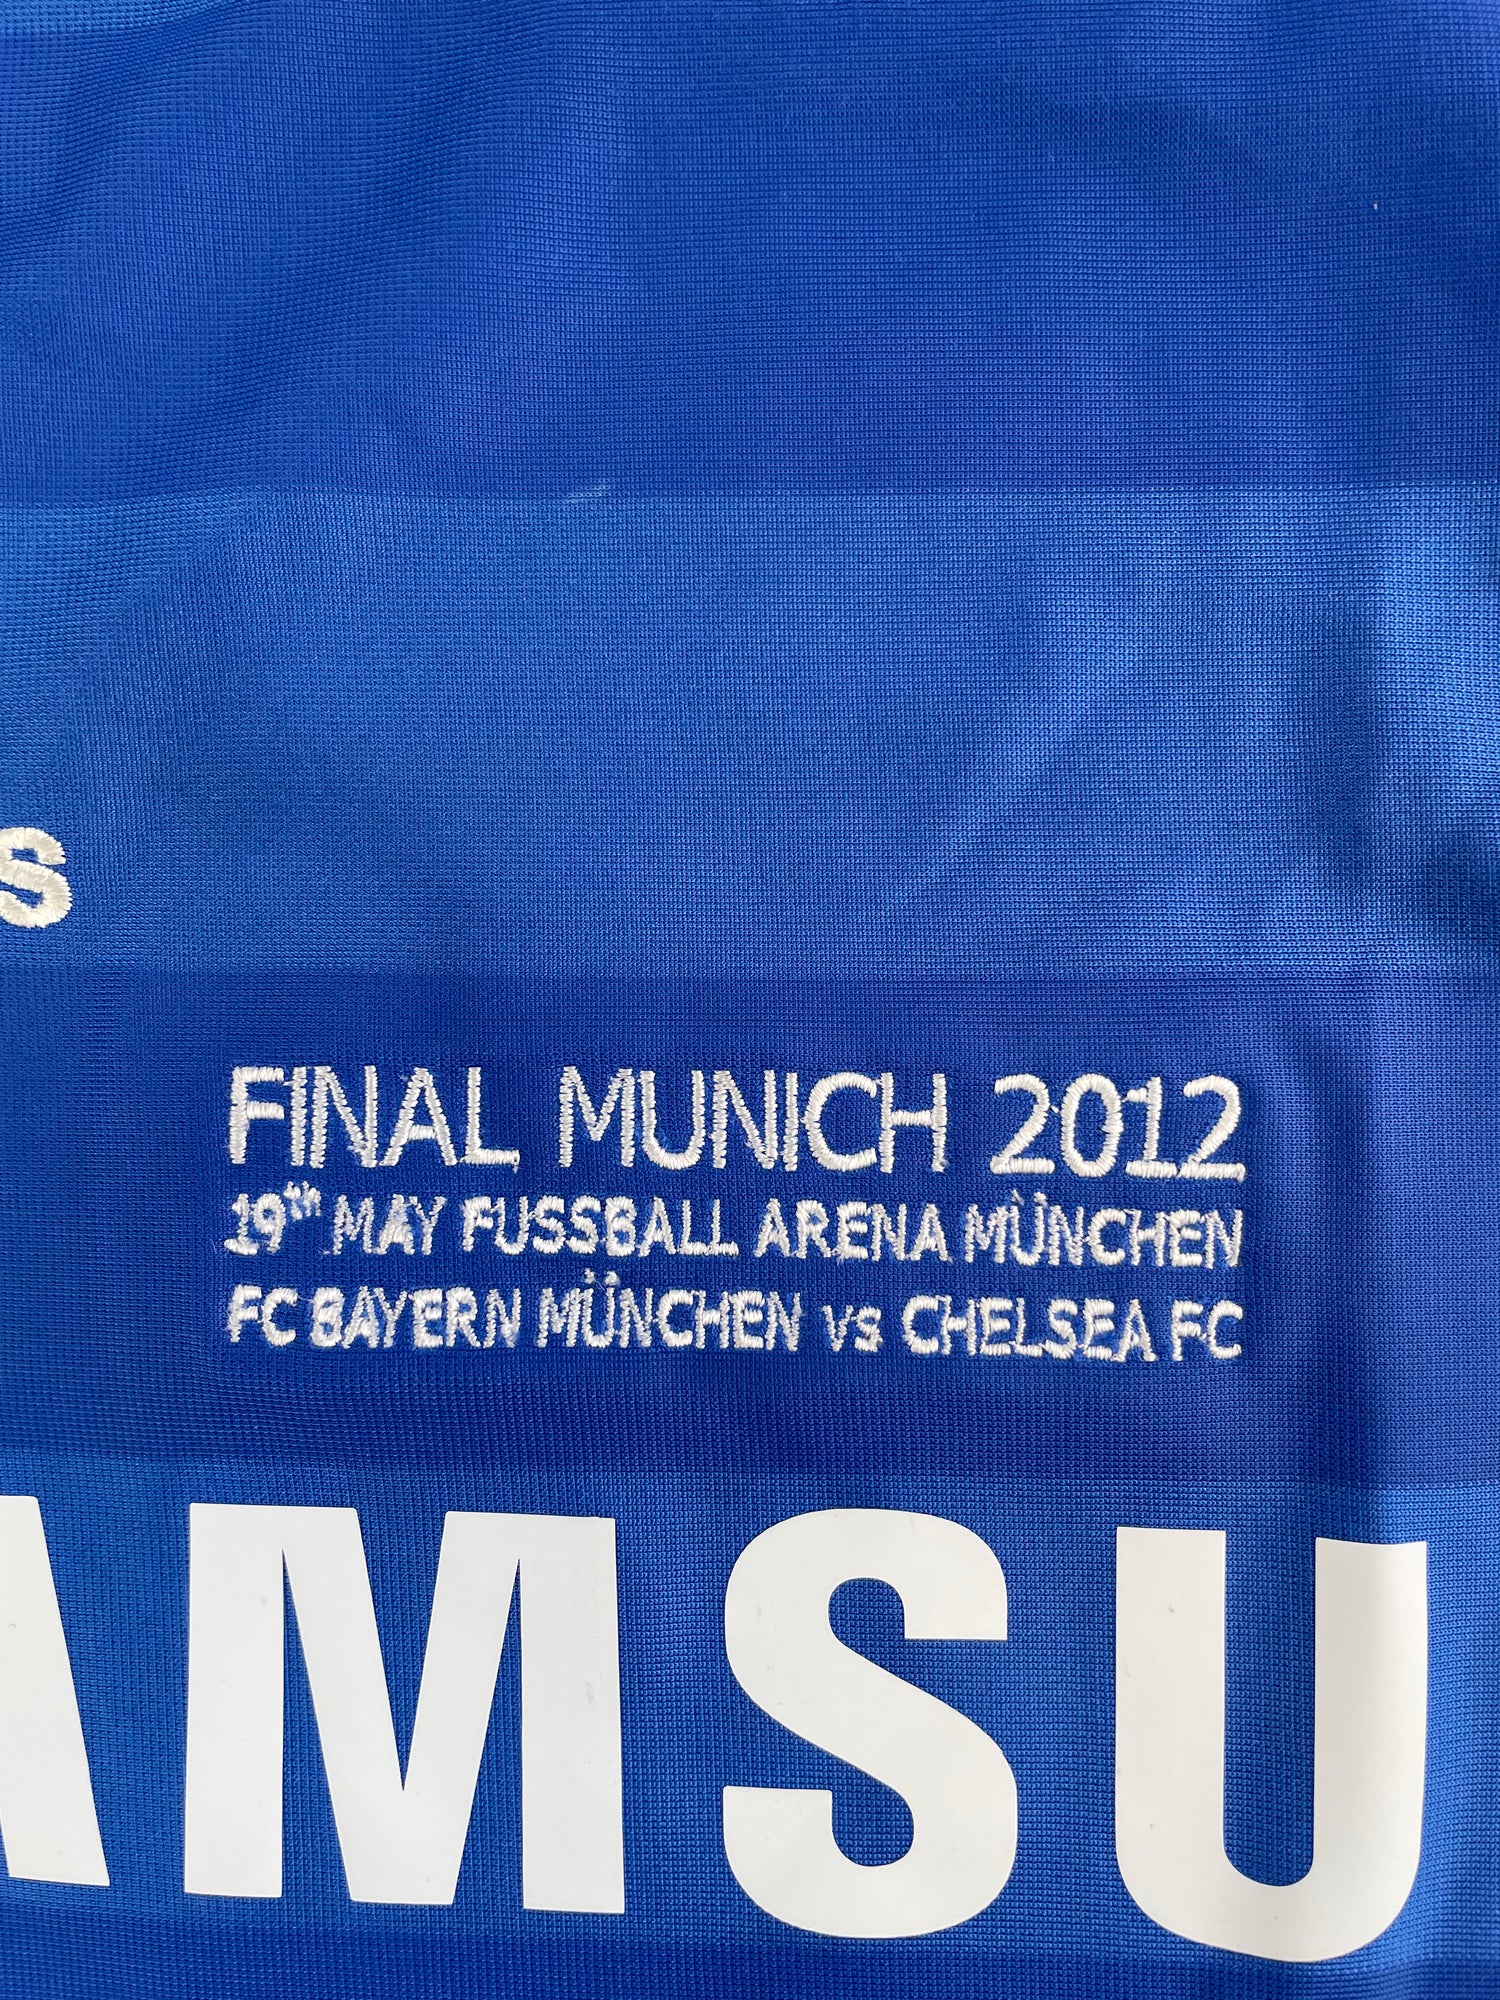 s
FINAL MUNICH 2012
19th MAY FUSSBALL ARENA MÜNCHEN
FC BAYERN MÜNCHEN vs CHELSEA FC
AMSU